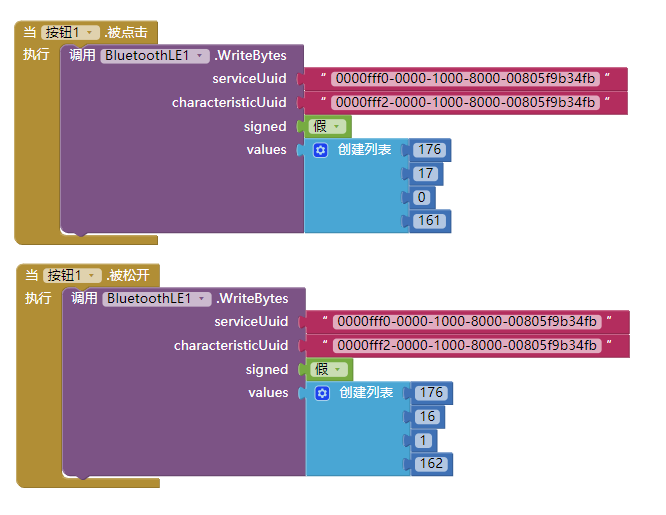 当 按钮1 .被点击
执行 调用 BluetoothLE1 .WriteBytes
serviceUuid “ 0000fff0-0000-1000-8000-00805f9b34fb “
characteristicUuid “ 0000fff2-0000-1000-8000-00805f9b34fb “
signed 假
values 创建列表 176
17
0
161
当 按钮1 .被松开
执行 调用 BluetoothLE1 .WriteBytes
serviceUuid “ 0000fff0-0000-1000-8000-00805f9b34fb “
characteristicUuid “ 0000fff2-0000-1000-8000-00805f9b34fb “
signed 假
values 创建列表 176
16
1
162